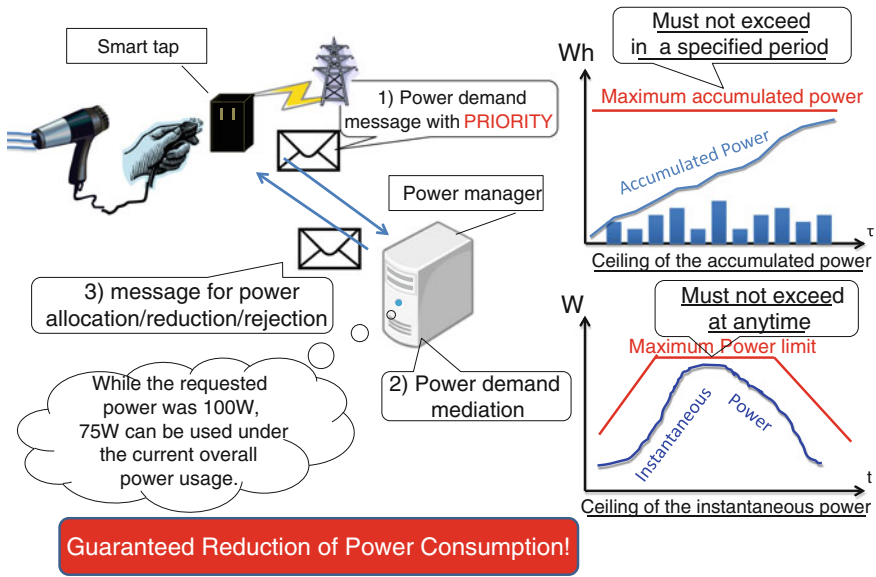 Smart tap
1) Power demand
message with PRIORITY
Power manager
3) message for power
allocation/reduction/rejection
2) Power demand
mediation
While the requested
power was 100W,
75W can be used under
the current overall
power usage.
Guaranteed Reduction of Power Consumption!
Must not exceed
in a specified period
Wh
Maximum accumulated power
Accumulated Power
τ
Ceiling of the accumulated power
Must not exceed
at anytime
W
Maximum Power limit
Instantaneous Power
t
Ceiling of the instantaneous power